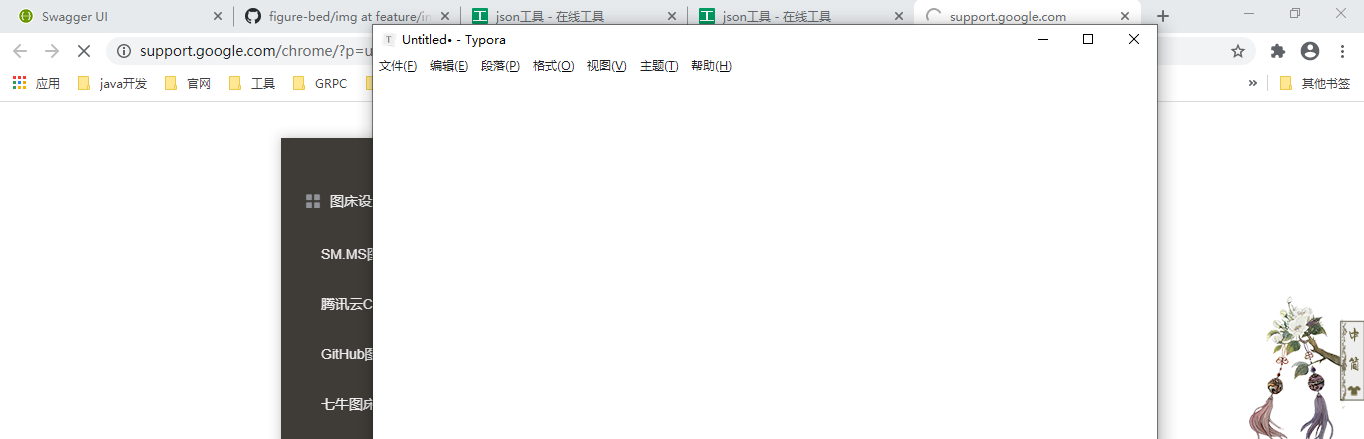 Swagger UI
figure-bed/img at feature/in
json工具 - 在线工具
json工具 - 在线工具
support.google.com
support.google.com/chrome/?p=u
Untitled• - Typora
文件(F) 编辑(E) 段落(P) 格式(O) 视图(V) 主题(T) 帮助(H)
应用 java开发 官网 工具 GRPC
» 其他书签
图床设
SM.MS图
腾讯云C
GitHub图
七牛图床
中
简